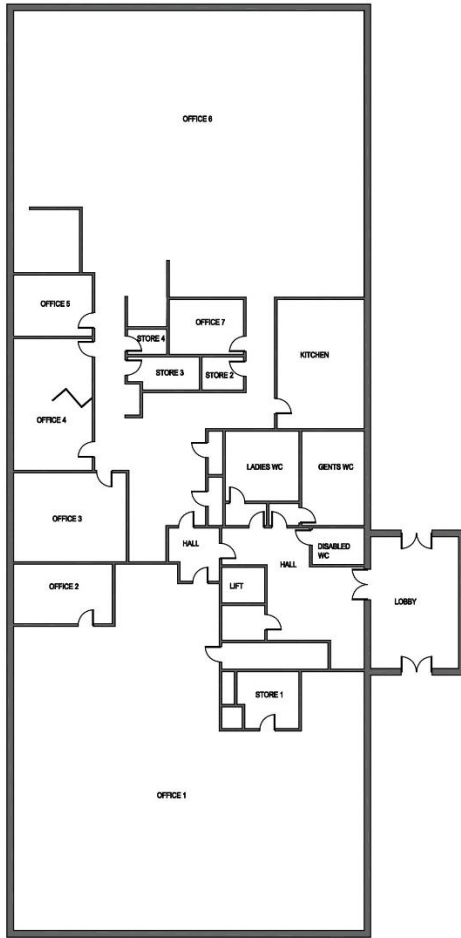 OFFICE 6
OFFICE 5
OFFICE 7
STORE 4
KITCHEN
STORE 3
STORE 2
OFFICE 4
LADIES WC
GENTS WC
OFFICE 3
HALL
DISABLED
WC
HALL
OFFICE 2
LIFT
LOBBY
STORE 1
OFFICE 1